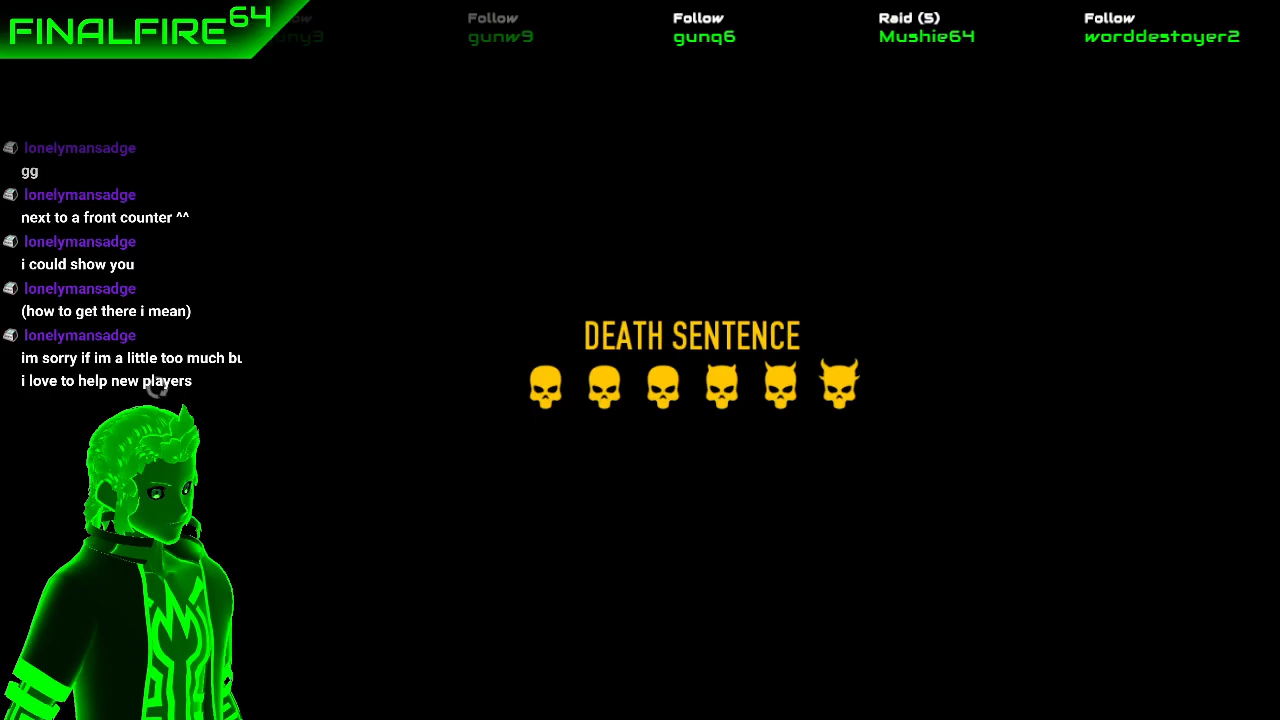 FINALFIRE64
Follow
gunw9
Follow
gunq6
Raid (5)
Mushie64
Follow
worddestoyer2
lonelymansadge
gg
lonelymansadge
next to a front counter ^^
lonelymansadge
i could show you
lonelymansadge
(how to get there i mean)
lonelymansadge
im sorry if im a little too much bu
i love to help new players
DEATH SENTENCE